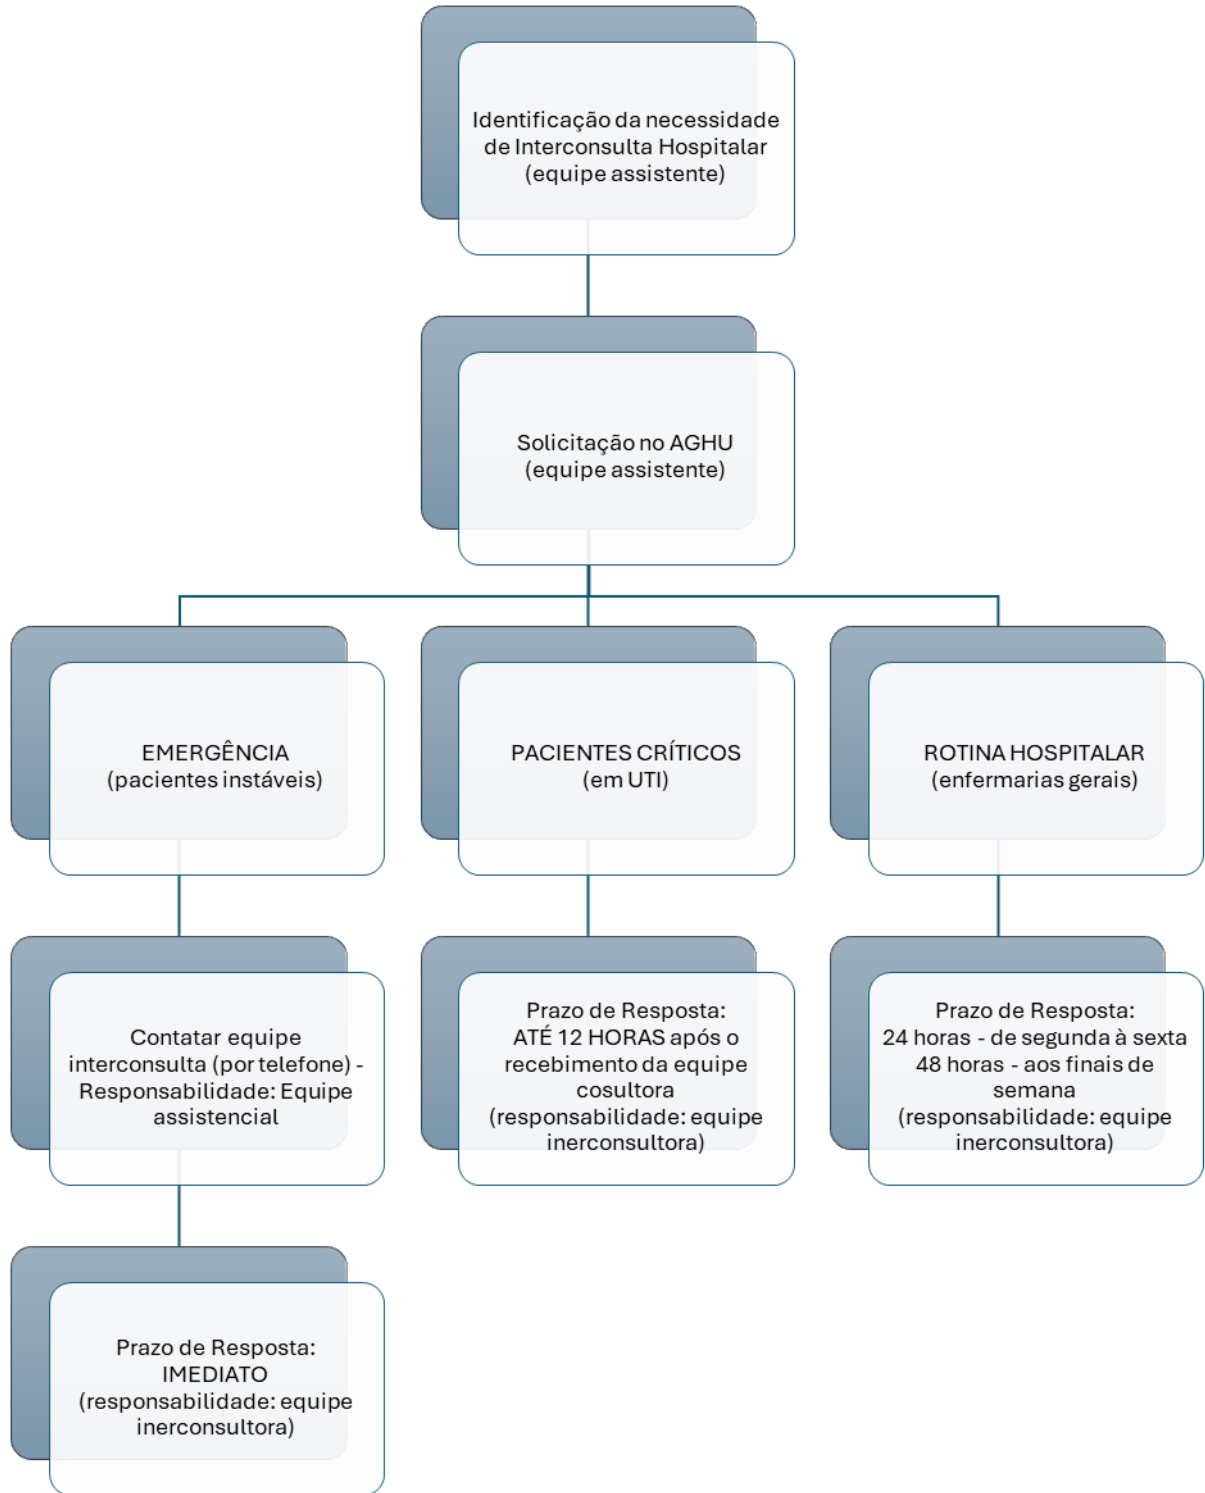 Identificação da necessidade
de Interconsulta Hospitalar
(equipe assistente)
Solicitação no AGHU
(equipe assistente)
EMERGÊNCIA
(pacientes instáveis)
PACIENTES CRÍTICOS
(em UTI)
ROTINA HOSPITALAR
(enfermarias gerais)
Contatar equipe
interconsulta (por telefone) -
Responsabilidade: Equipe
assistencial
Prazo de Resposta:
ATÉ 12 HORAS após o
recebimento da equipe
cosultora
(responsabilidade: equipe
inerconsultora)
Prazo de Resposta:
24 horas - de segunda à sexta
48 horas - aos finais de
semana
(responsabilidade: equipe
inerconsultora)
Prazo de Resposta:
IMEDIATO
(responsabilidade: equipe
inerconsultora)